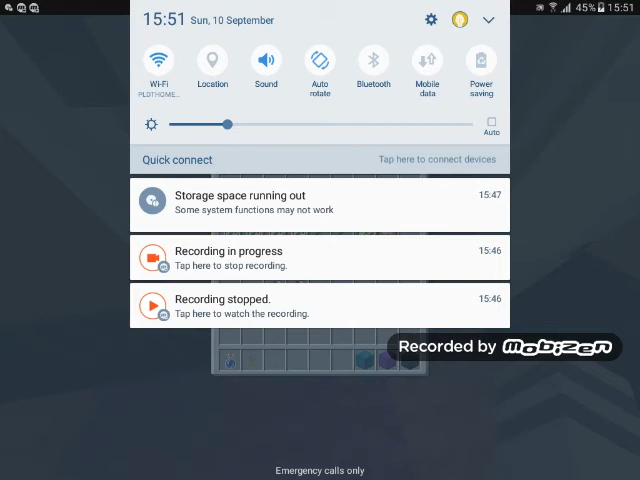 45% 15:51
15:51 Sun, 10 September
Wi-Fi
PLDTHOME...
Location
Sound
Auto
rotate
Bluetooth
Mobile
data
Power
saving
Auto
Quick connect Tap here to connect devices
Storage space running out 15:47
Some system functions may not work
Recording in progress 15:46
Tap here to stop recording.
Recording stopped. 15:46
Tap here to watch the recording.
Recorded by mobizen
Emergency calls only